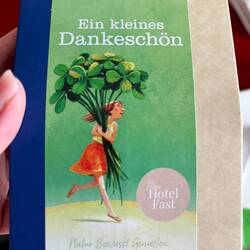 Ein kleines
Dankeschön
Hotel
Fast
Natur Bewusst Genießen